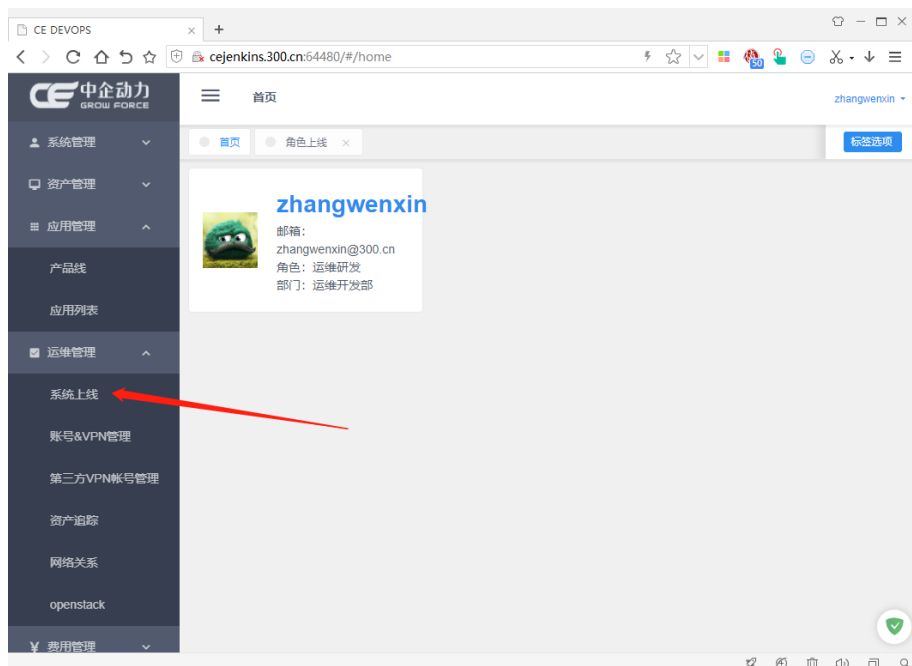 CE DEVOPS
cejenkins.300.cn:64480/#/home
50
中企动力
GROW FORCE
首页
zhangwenxin
系统管理
首页
角色上线
标签选项
资产管理
应用管理
产品线
应用列表
运维管理
系统上线
账号&VPN管理
第三方VPN帐号管理
资产追踪
网络关系
openstack
费用管理
zhangwenxin
邮箱：
zhangwenxin@300.cn
角色：运维研发
部门：运维开发部